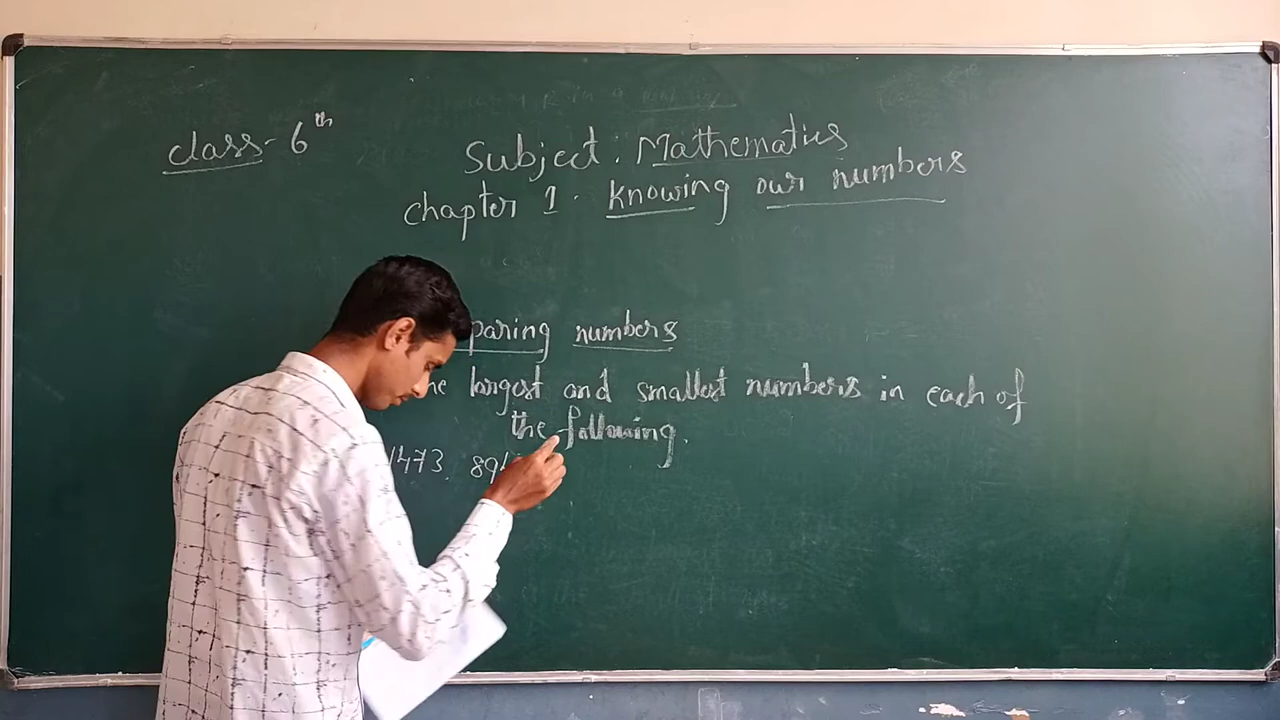 class - 6th
Subject. Mathematics
chapter 1. Knowing our numbers
paring numbers
he largest and smallest numbers in each of
the following.
1473. 894